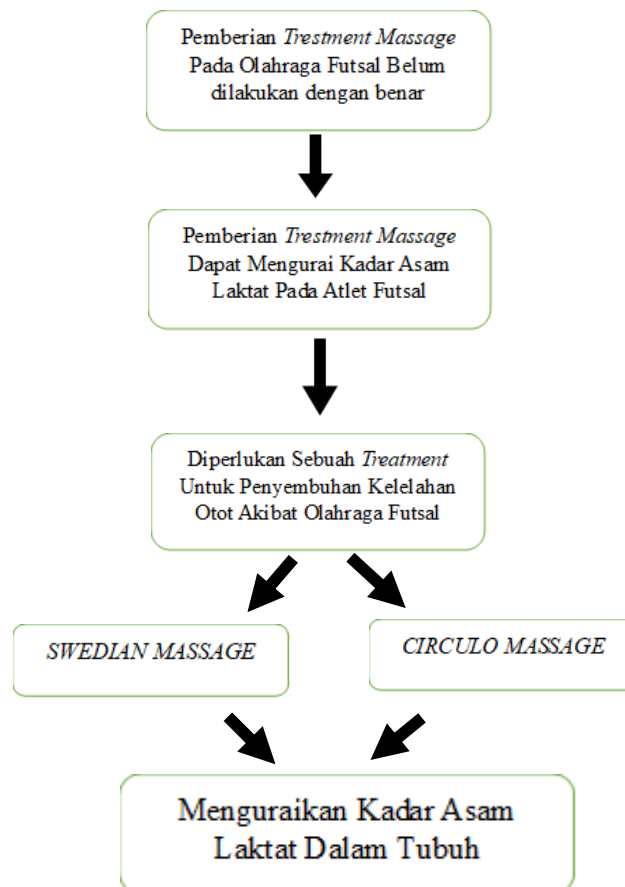 Pemberian Trestment Massage
Pada Olahraga Futsal Belum
dilakukan dengan benar
Pemberian Trestment Massage
Dapat Mengurai Kadar Asam
Laktat Pada Atlet Futsal
Diperlukan Sebuah Treatment
Untuk Penyembuhan Kelelahan
Otot Akibat Olahraga Futsal
SWEDIAN MASSAGE
CIRCULO MASSAGE
Menguraikan Kadar Asam
Laktat Dalam Tubuh